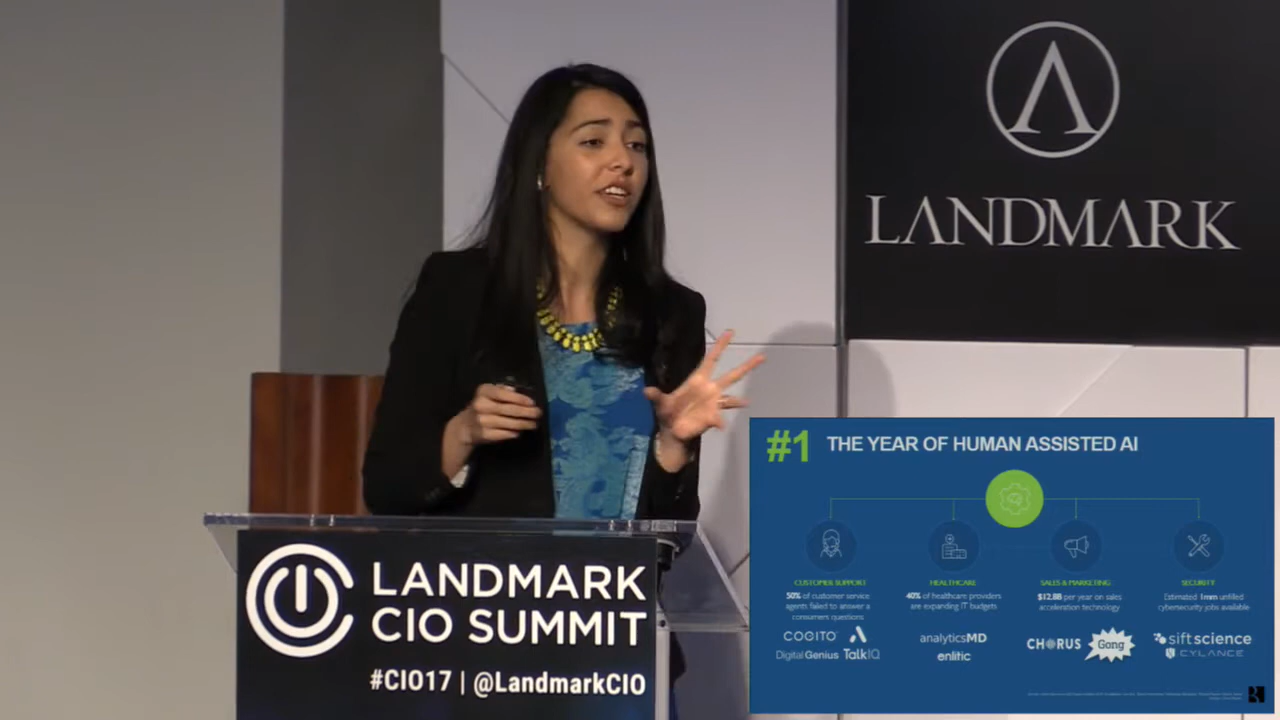 LANDMARK
LANDMARK
CIO SUMMIT
#CIO17 | @LandmarkCIO
#1 THE YEAR OF HUMAN ASSISTED AI
CUSTOMER SUPPORT
50% of customer service
agents failed to answer a
consumers questions
COGITO
DigitalGenius TalkIQ
HEALTHCARE
40% of healthcare providers
are expanding IT budgets
analyticsMD
enlitic
SALES & MARKETING
$12.8B per year on sales
acceleration technology
CHORUS Gong
SECURITY
Estimated 1mm unfilled
cybersecurity jobs available
siftscience
CYLANCE